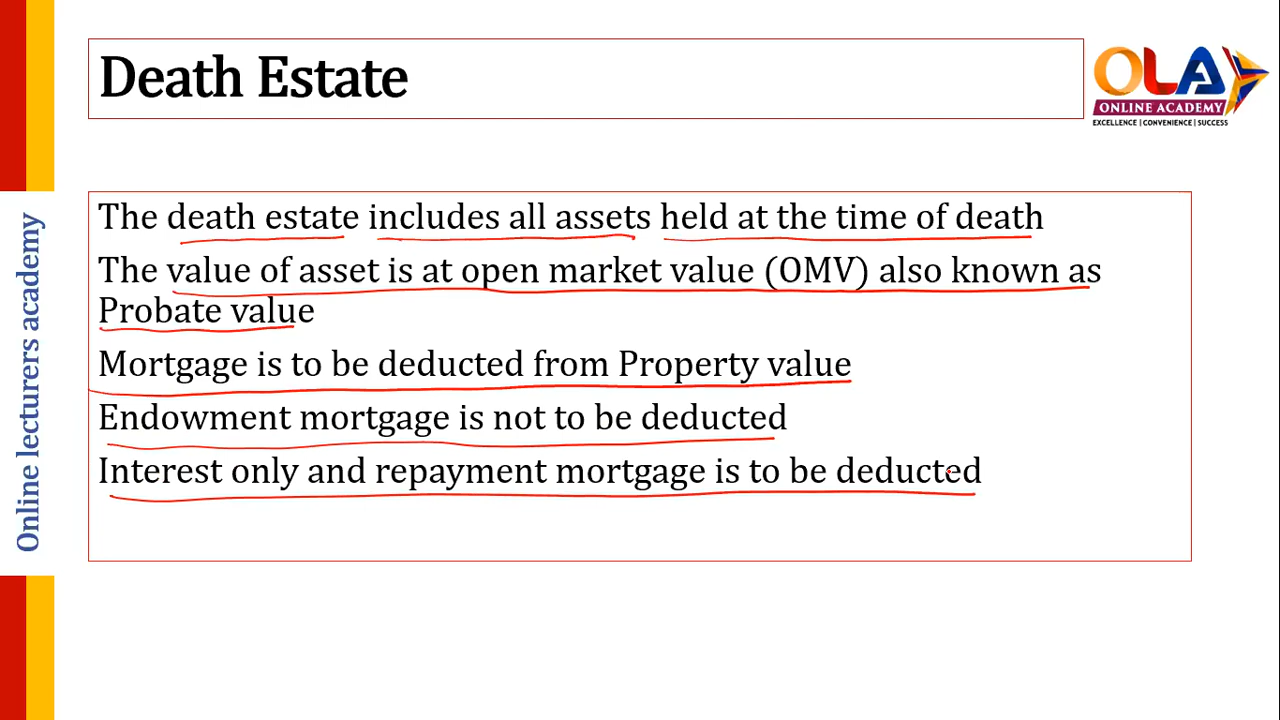 Death Estate
OLA
ONLINE ACADEMY
EXCELLENCE | CONVENIENCE | SUCCESS
The death estate includes all assets held at the time of death
The value of asset is at open market value (OMV) also known as
Probate value
Mortgage is to be deducted from Property value
Endowment mortgage is not to be deducted
Interest only and repayment mortgage is to be deducted
Online lecturers academy